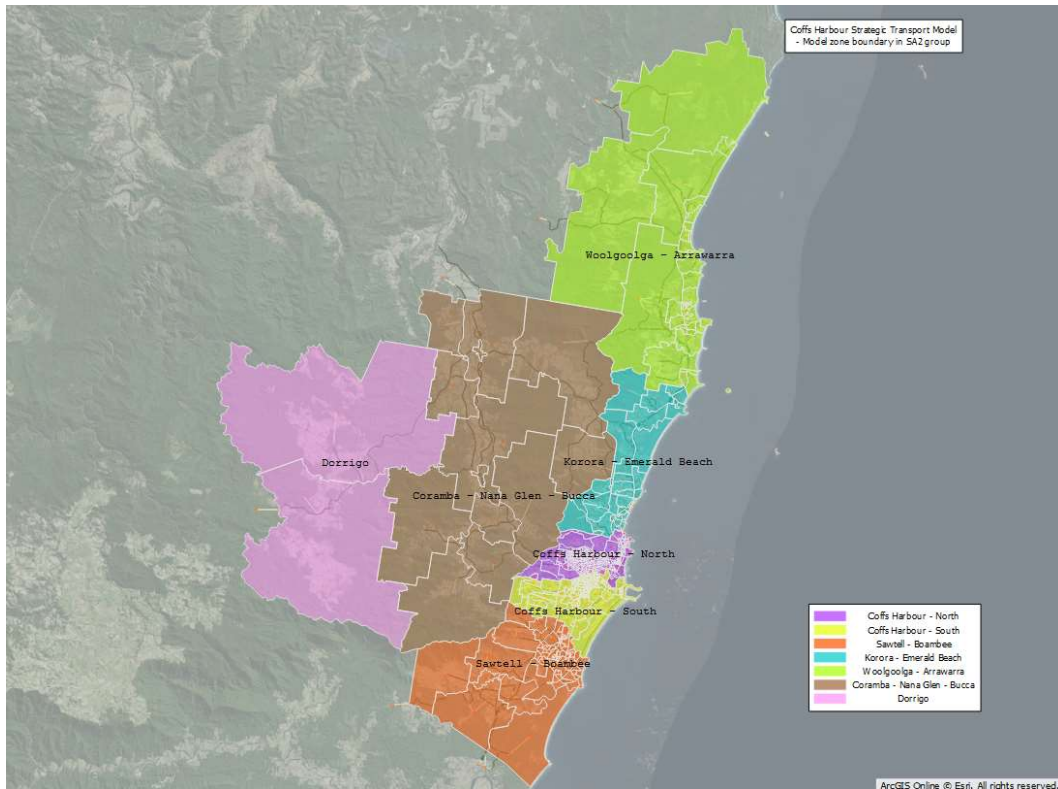 Coffs Harbour Strategic Transport Model
- Model zone boundary in SA2 group
Woolgoolga - Arrawarra
Dorrigo
Korora - Emerald Beach
Coramba - Nana Glen - Bucca
Coffs Harbour - North
Coffs Harbour - South
Sawtell - Boambee
Coffs Harbour - North
Coffs Harbour - South
Sawtell - Boambee
Korora - Emerald Beach
Woolgoolga - Arrawarra
Coramba - Nana Glen - Bucca
Dorrigo
ArcGIS Online © Esri. All rights reserved.